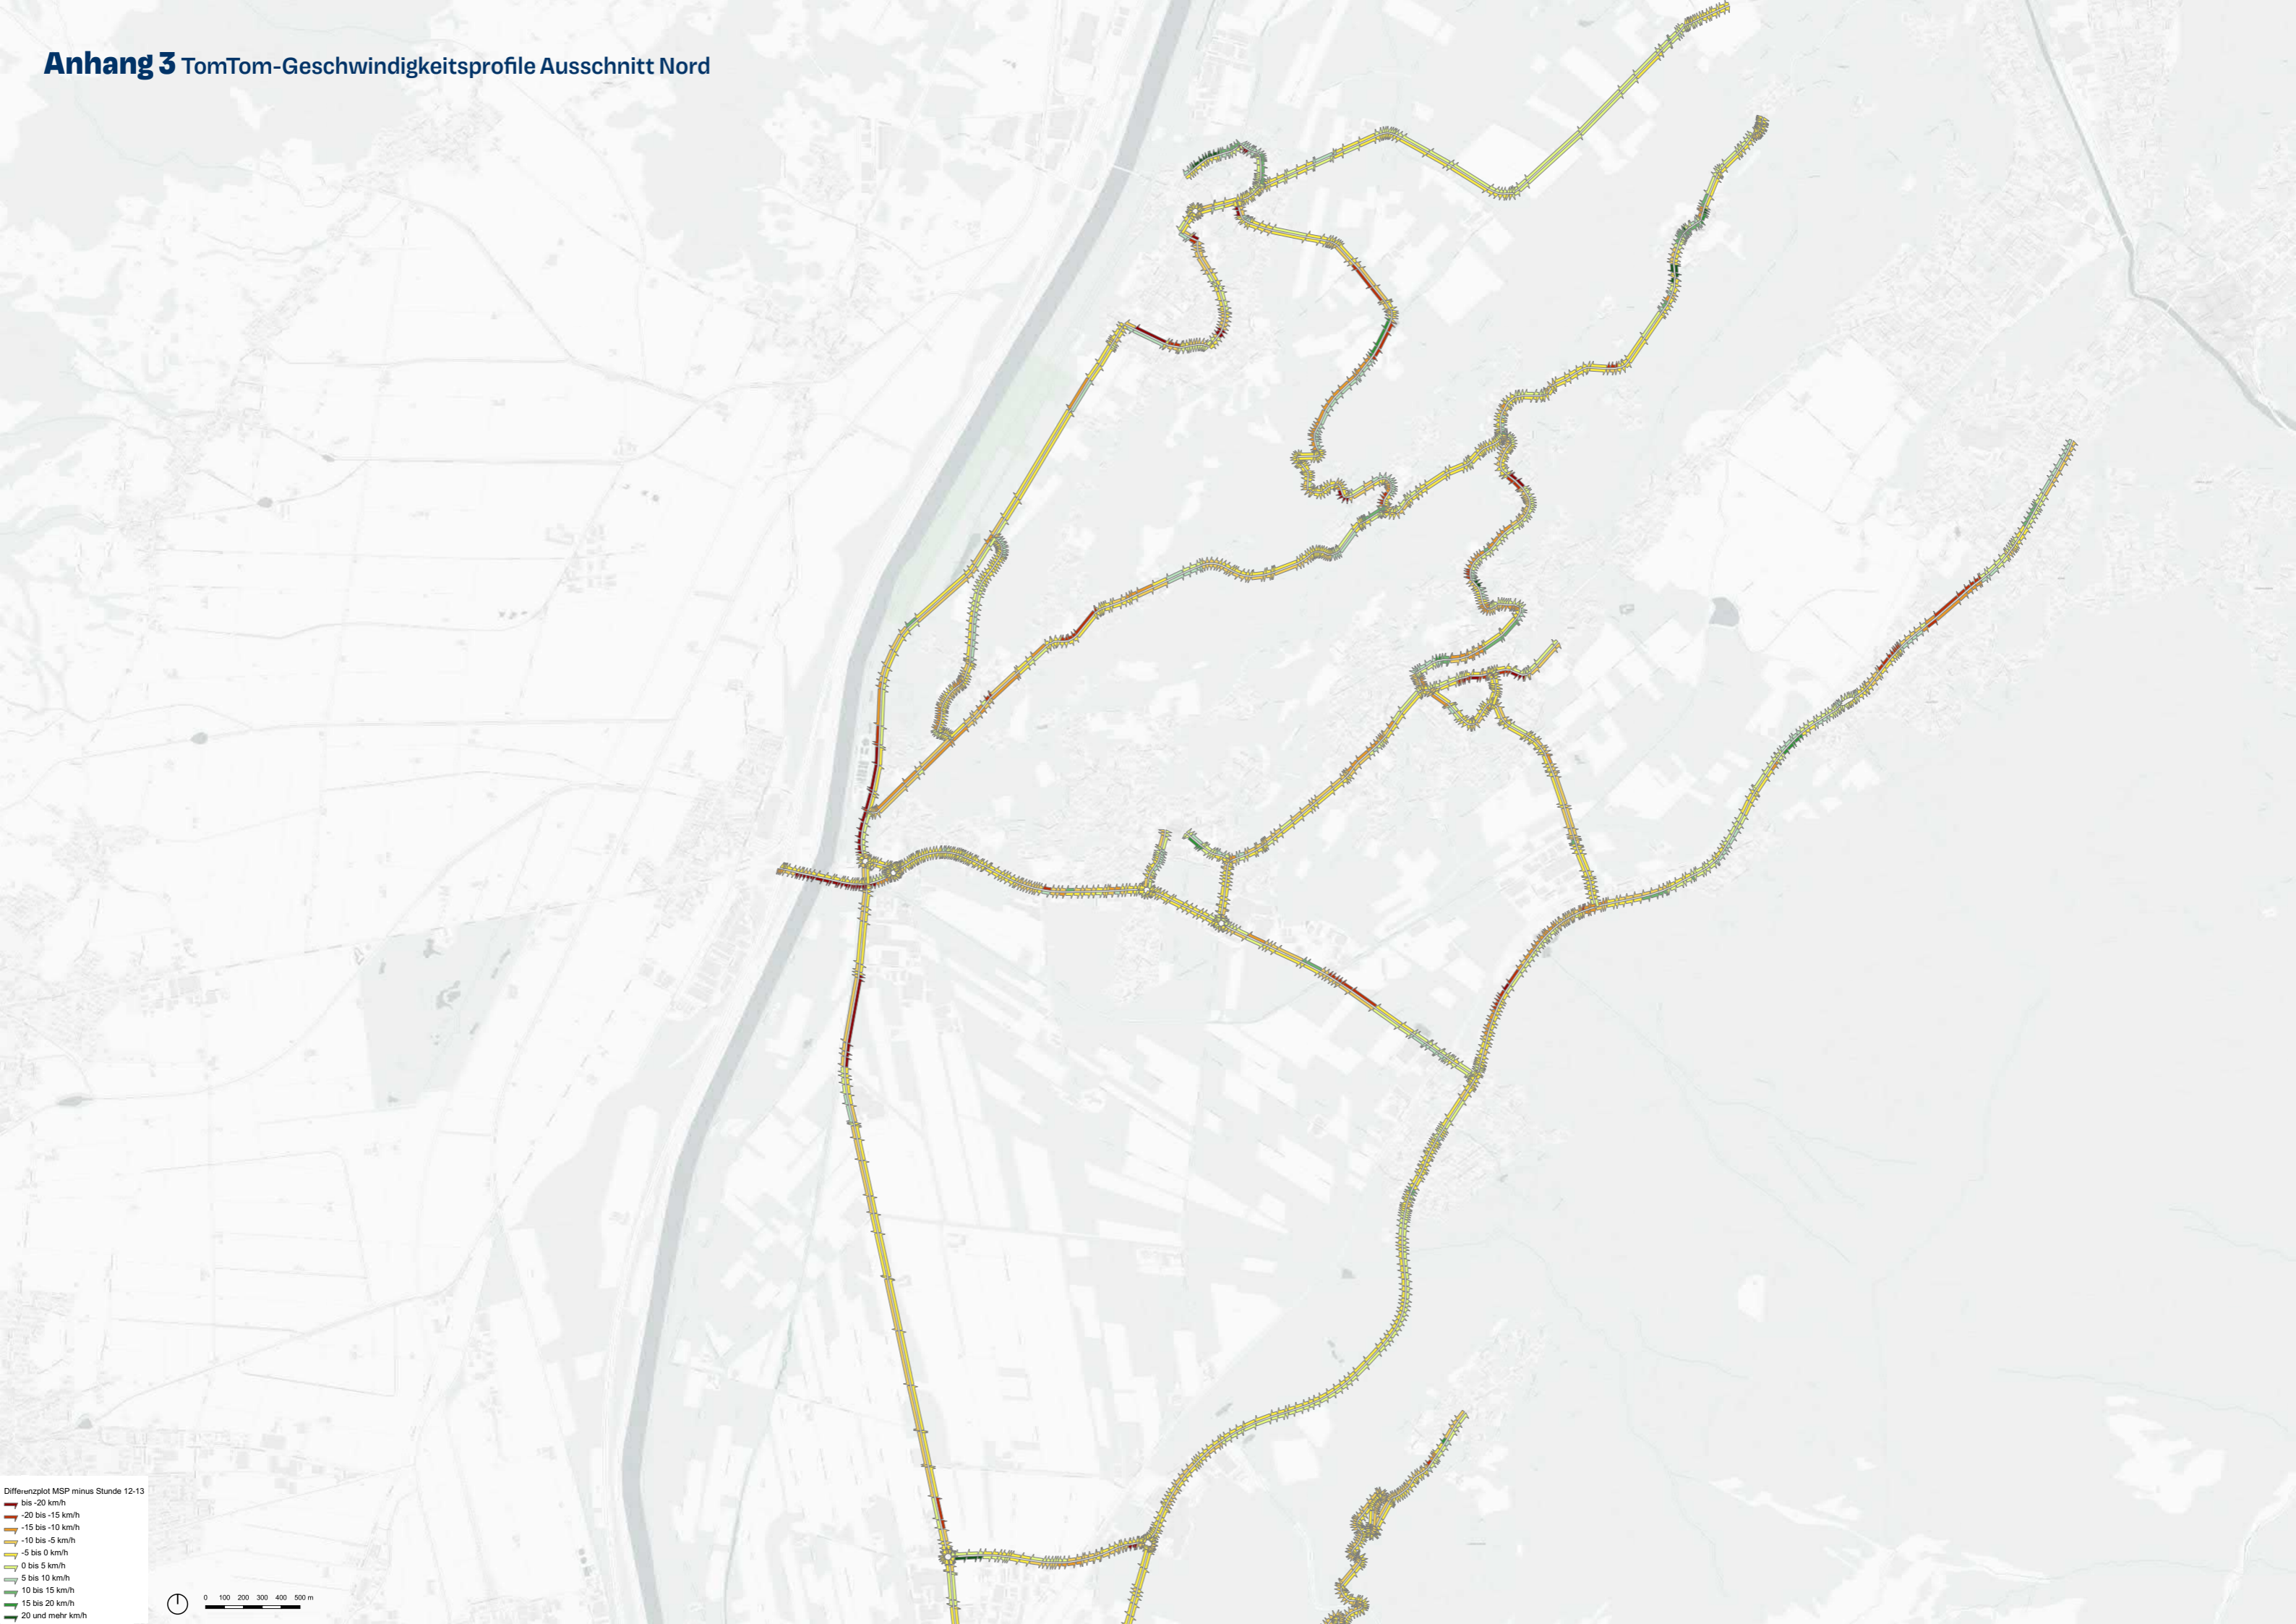 Anhang 3 TomTom-Geschwindigkeitsprofile Ausschnitt Nord
Differenzplot MSP minus Stunde 12-13
bis -20 km/h
-20 bis -15 km/h
-15 bis -10 km/h
-10 bis -5 km/h
-5 bis 0 km/h
0 bis 5 km/h
5 bis 10 km/h
10 bis 15 km/h
15 bis 20 km/h
20 und mehr km/h
0 100 200 300 400 500 m